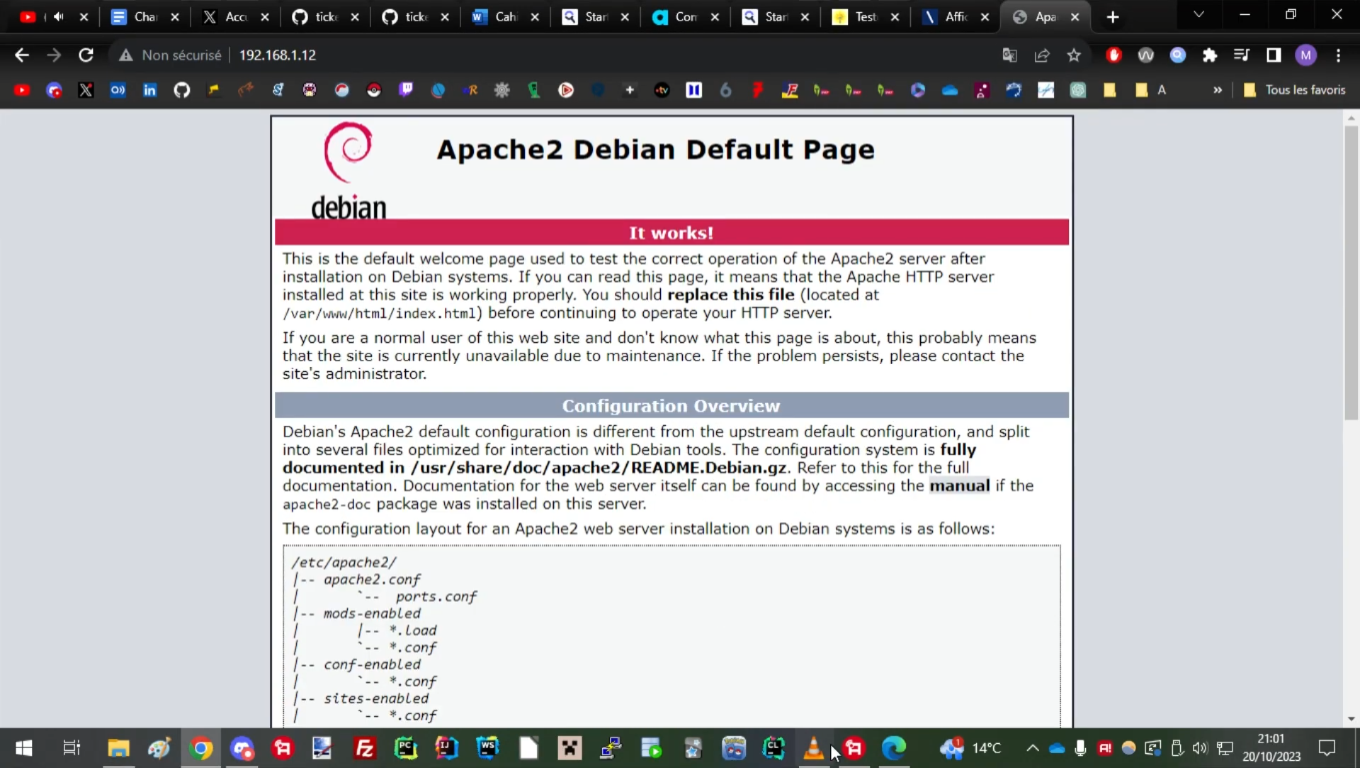 Cha
Accu
ticke
ticke
Cahi
Star
Com
Star
Test
Affic
Apa
Non sécurisé
192.168.1.12
M
A
Tous les favoris
debian
Apache2 Debian Default Page
It works!
This is the default welcome page used to test the correct operation of the Apache2 server after
installation on Debian systems. If you can read this page, it means that the Apache HTTP server
installed at this site is working properly. You should replace this file (located at
/var/www/html/index.html) before continuing to operate your HTTP server.
If you are a normal user of this web site and don't know what this page is about, this probably means
that the site is currently unavailable due to maintenance. If the problem persists, please contact the
site's administrator.
Configuration Overview
Debian's Apache2 default configuration is different from the upstream default configuration, and split
into several files optimized for interaction with Debian tools. The configuration system is fully
documented in /usr/share/doc/apache2/README.Debian.gz. Refer to this for the full
documentation. Documentation for the web server itself can be found by accessing the manual if the
apache2-doc package was installed on this server.
The configuration layout for an Apache2 web server installation on Debian systems is as follows:
/etc/apache2/
|-- apache2.conf
|       `--  ports.conf
|-- mods-enabled
|       |-- *.load
|       `-- *.conf
|-- conf-enabled
|       `-- *.conf
|-- sites-enabled
|       `-- *.conf
14°C
21:01
20/10/2023